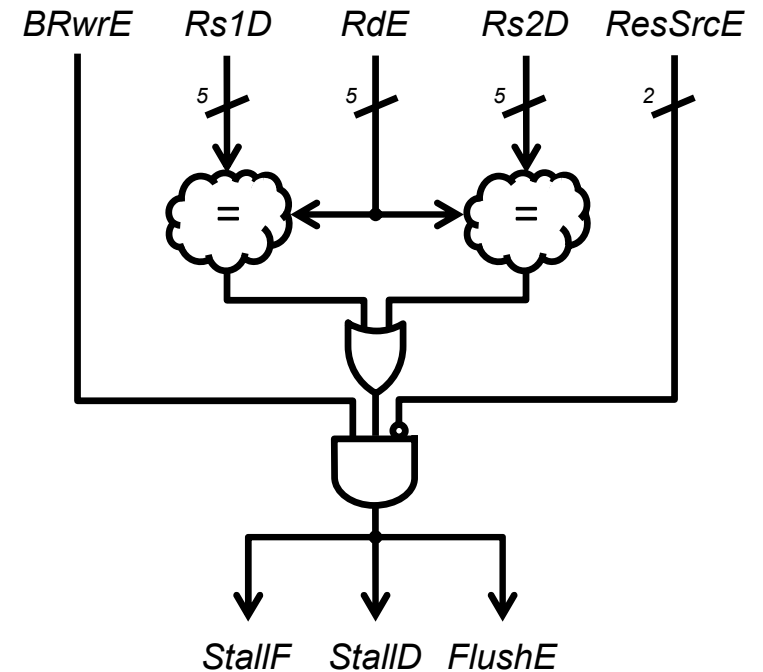 BRwrE Rs1D RdE Rs2D ResSrcE
5 5 5 2
= =
StallF StallD FlushE